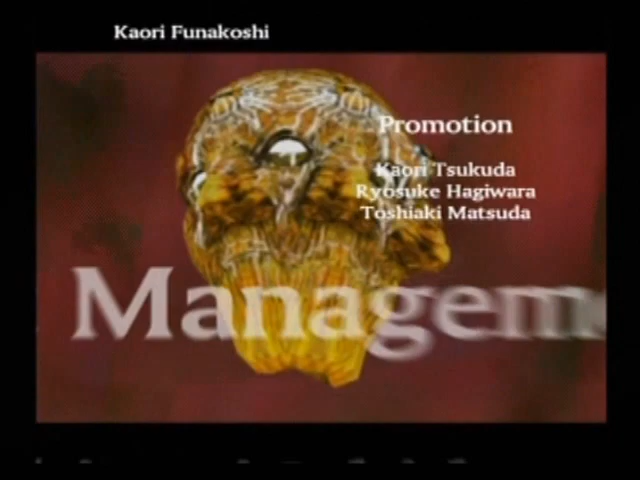 Kaori Funakoshi
Promotion
Kaori Tsukuda
Ryosuke Hagiwara
Toshiaki Matsuda
Managem